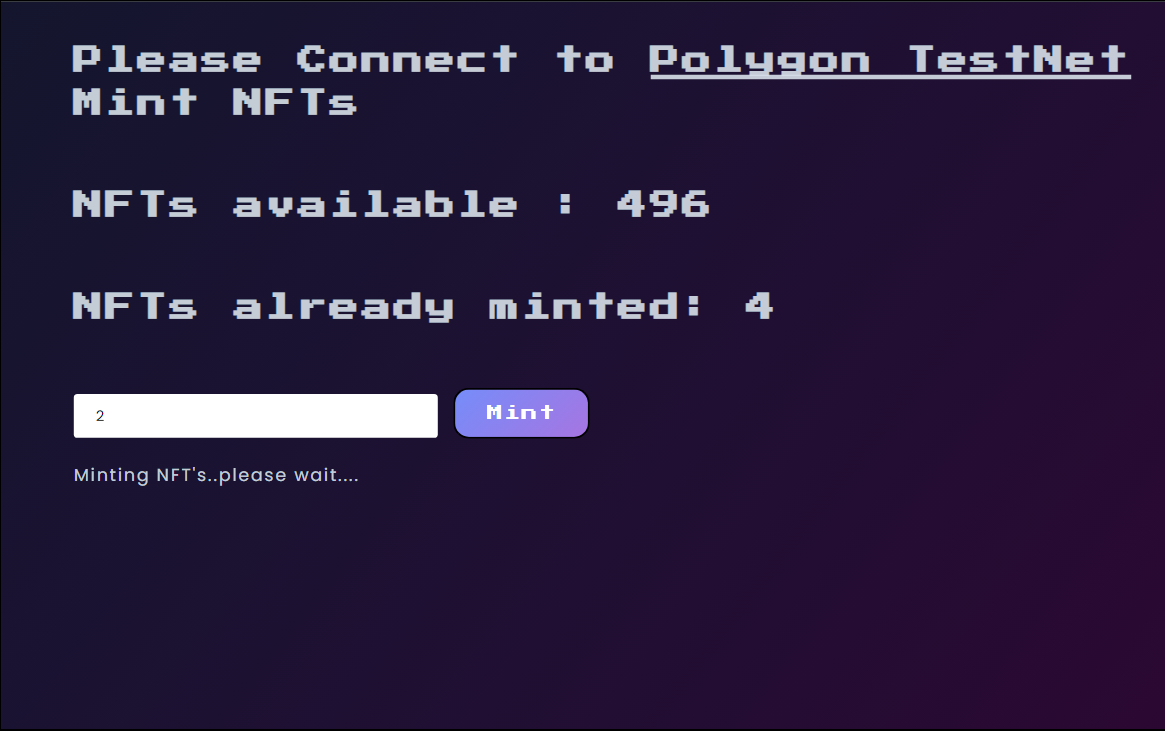 Please Connect to Polygon TestNet
Mint NFTs
NFTs available : 496
NFTs already minted: 4
2 Mint
Minting NFT's..please wait....